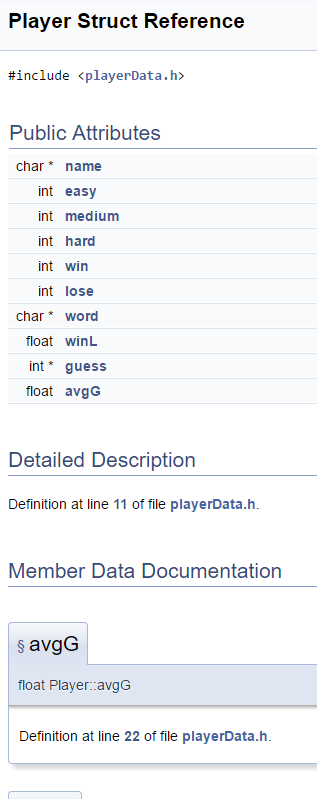 Player Struct Reference
#include <playerData.h>
Public Attributes
char * name
int easy
int medium
int hard
int win
int lose
char * word
float winL
int * guess
float avgG
Detailed Description
Definition at line 11 of file playerData.h.
Member Data Documentation
§ avgG
float Player::avgG
Definition at line 22 of file playerData.h.